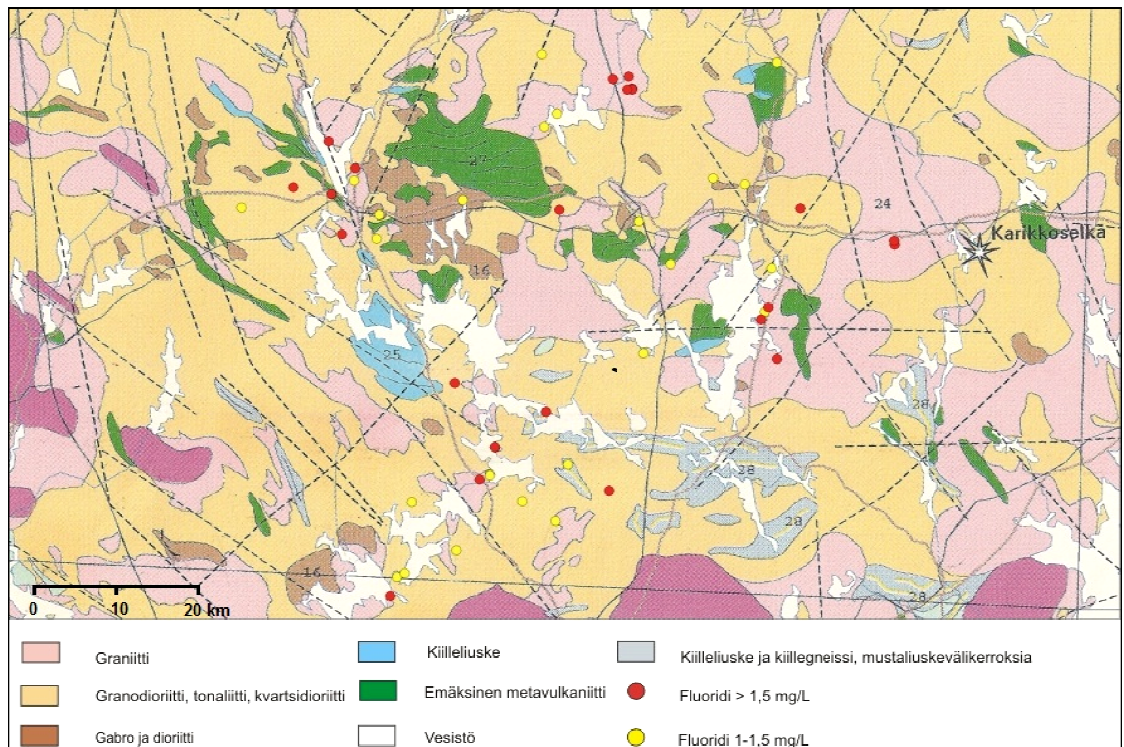 27
24
Karikkoselkä
16
25
28
28
28
16
28
0 10 20 km
Graniitti
Kiilleliuske
Kiilleliuske ja kiillegneissi, mustaliuskevälikerroksia
Granodioriitti, tonaliitti, kvartsidioriitti
Emäksinen metavulkaniitti
Fluoridi > 1,5 mg/L
Gabro ja dioriitti
Vesistö
Fluoridi 1-1,5 mg/L